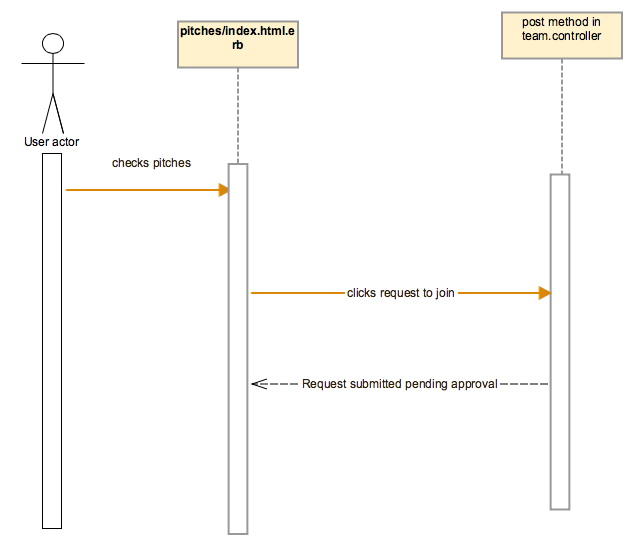 pitches/index.html.e
rb
post method in
team.controller
User actor
checks pitches
clicks request to join
Request submitted pending approval